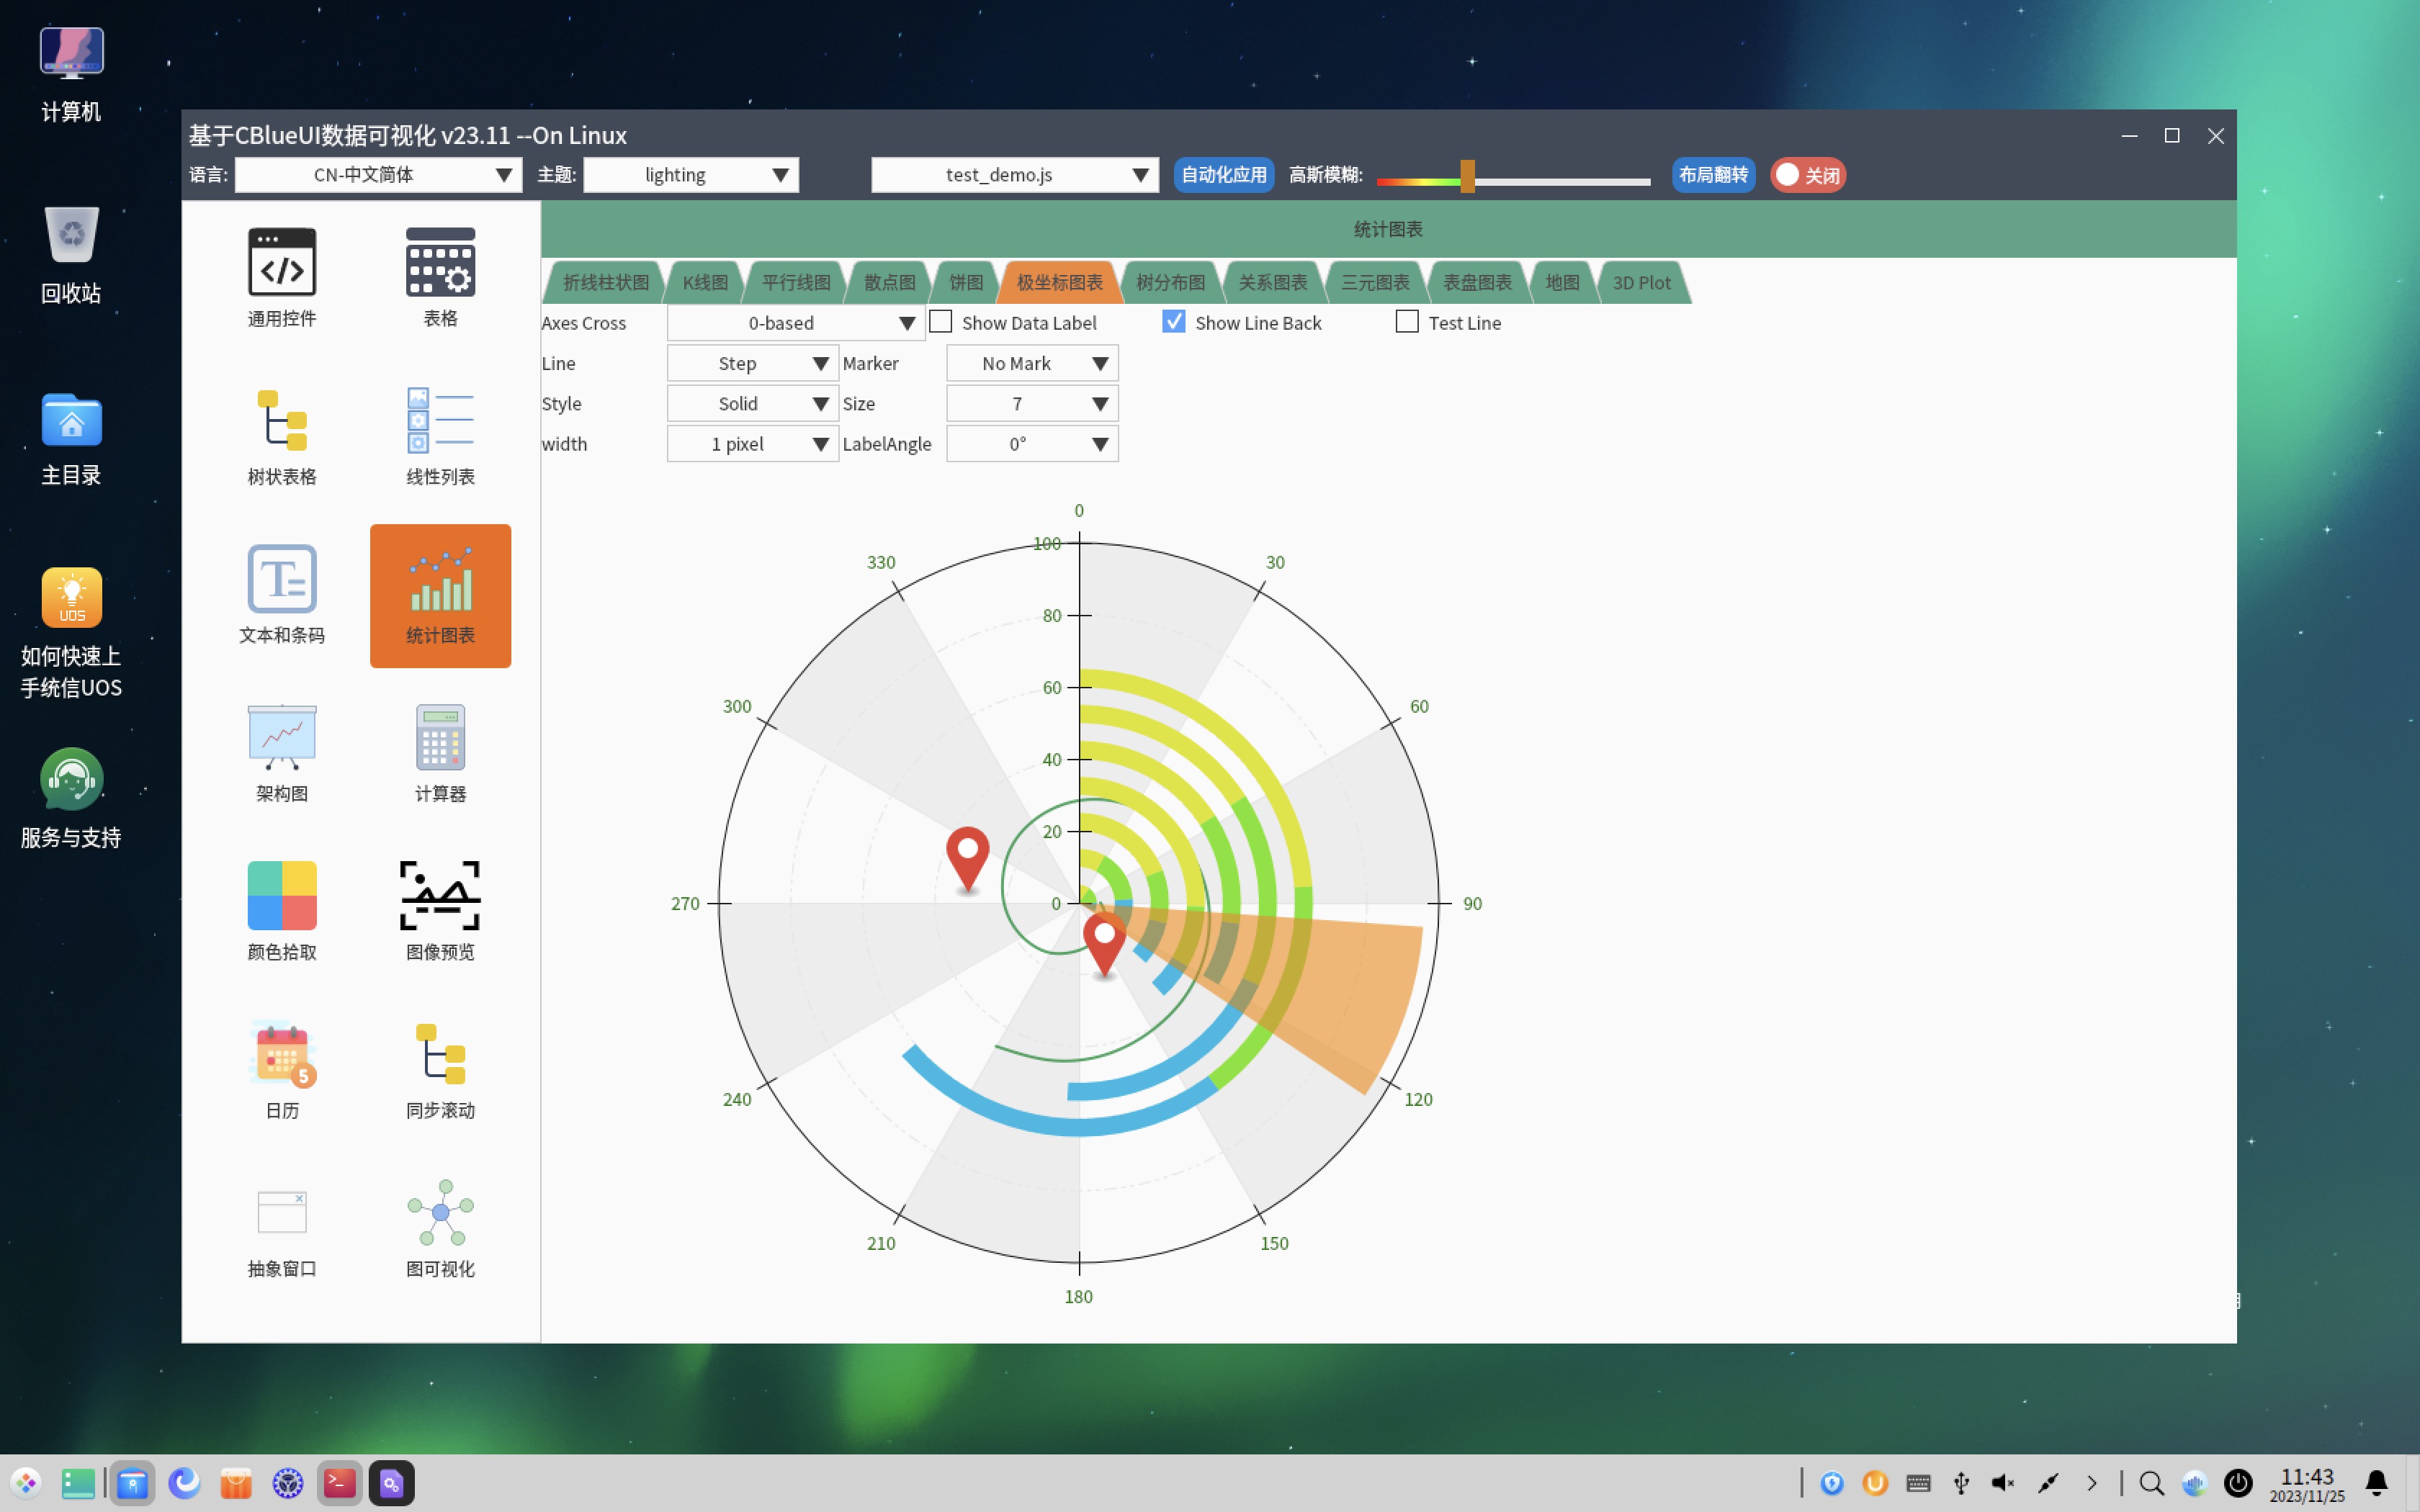 计算机
回收站
主目录
UOS
如何快速上
手统信UOS
服务与支持
基于CBlueUI数据可视化 v23.11 --On Linux
语言: CN-中文简体 主题: lighting test_demo.js 自动化应用 高斯模糊: 布局翻转 关闭
通用控件 表格
树状表格 线性列表
文本和条码 统计图表
架构图 计算器
颜色拾取 图像预览
5
日历 同步滚动
抽象窗口 图可视化
统计图表
折线柱状图 K线图 平行线图 散点图 饼图 极坐标图表 树分布图 关系图表 三元图表 表盘图表 地图 3D Plot
Axes Cross 0-based Show Data Label Show Line Back Test Line
Line Step Marker No Mark
Style Solid Size 7
width 1 pixel LabelAngle 0°
0
100
330 30
80
60
300 60
40
20
270 0 90
240 120
210 150
180
11:43
2023/11/25